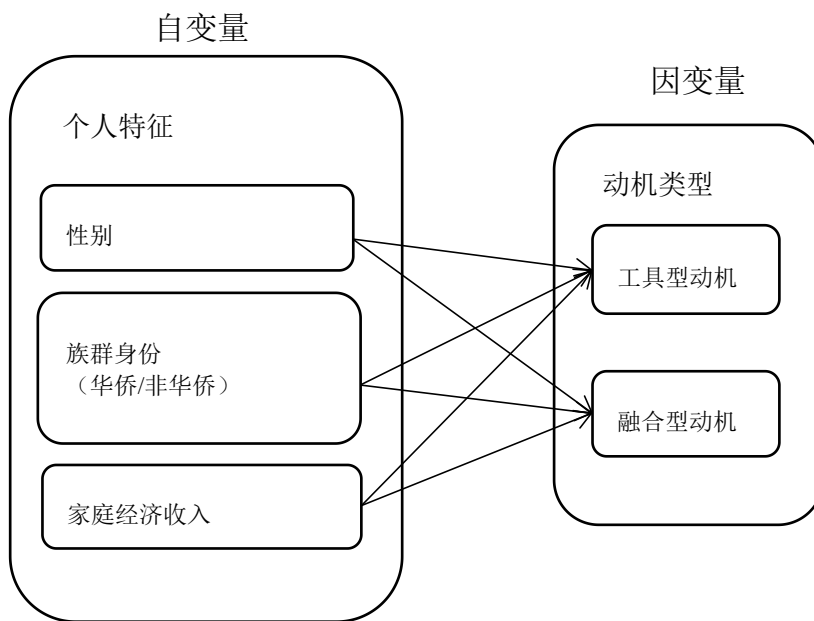 自变量
个人特征
性别
族群身份
（华侨/非华侨）
家庭经济收入
因变量
动机类型
工具型动机
融合型动机